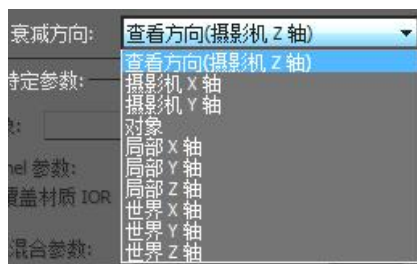 衰减方向: 查看方向(摄影机 Z 轴)
查看方向(摄影机 Z 轴)
特定参数:
摄影机 X 轴
摄影机 Y 轴
对象
局部 X 轴
nel 参数:
局部 Y 轴
覆盖材质 IOR
局部 Z 轴
世界 X 轴
世界 Y 轴
混合参数:
世界 Z 轴